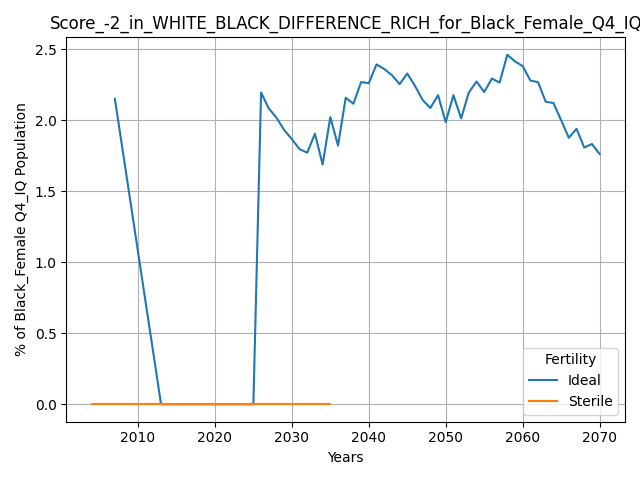 Score_-2_in_WHITE_BLACK_DIFFERENCE_RICH_for_Black_Female_Q4_IQ
% of Black_Female Q4_IQ Population
2.5
2.0
1.5
1.0
0.5
0.0
Fertility
Ideal
Sterile
2010 2020 2030 2040 2050 2060 2070
Years